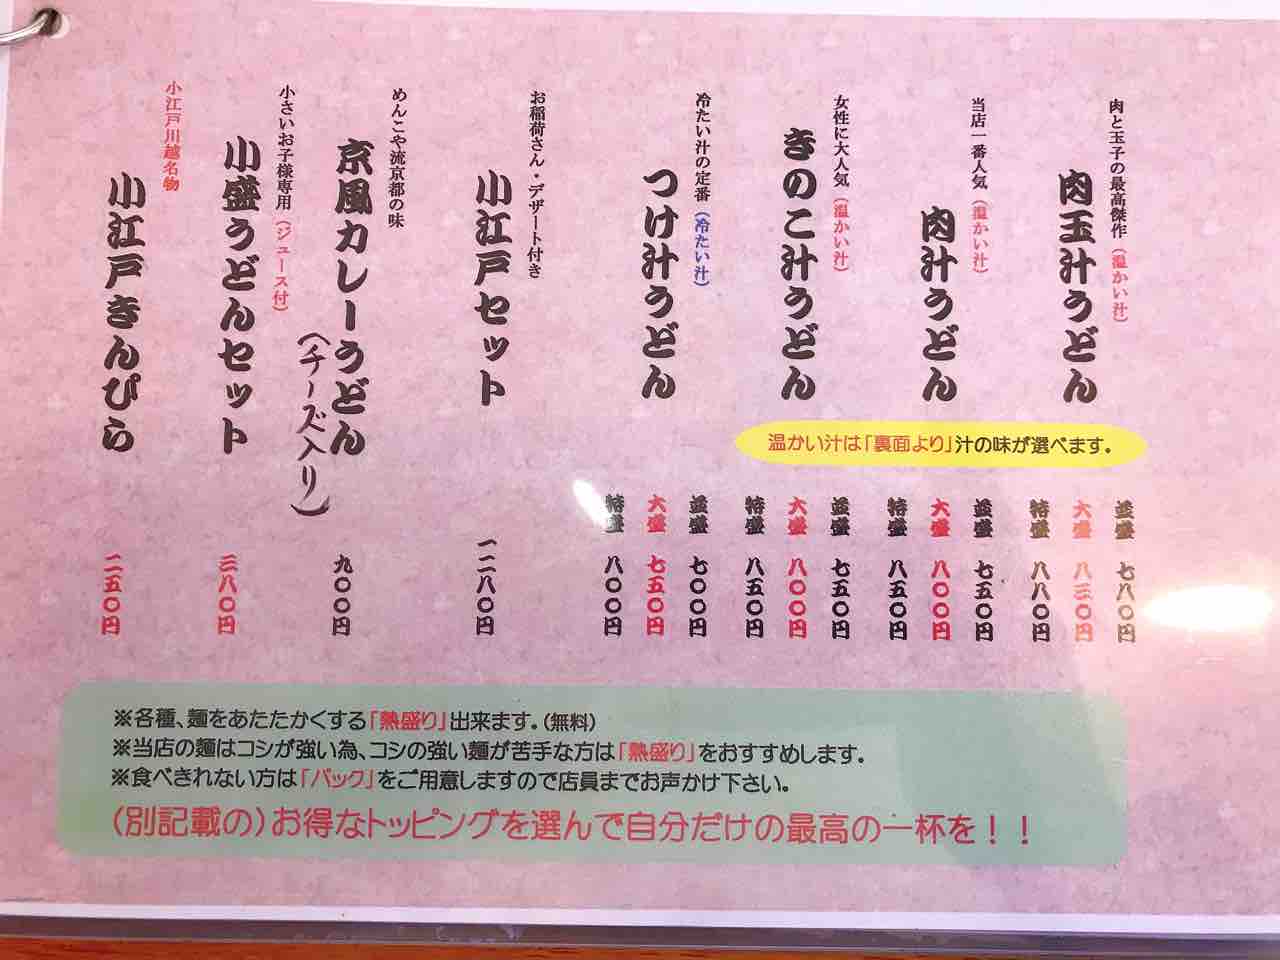 肉と玉子の最高傑作(温かい汁)
肉玉汁うどん
並盛 七八〇円
大盛 八三〇円
特盛 八八〇円
当店一番人気(温かい汁)
肉汁うどん
並盛 七五〇円
大盛 八〇〇円
特盛 八五〇円
女性に大人気(温かい汁)
きのこ汁うどん
並盛 七五〇円
大盛 八〇〇円
特盛 八五〇円
温かい汁は「裏面より」汁の味が選べます。
冷たい汁の定番(冷たい汁)
つけ汁うどん
並盛 七〇〇円
大盛 七五〇円
特盛 八〇〇円
お稲荷さん・デザート付き
小江戸セット
一二八〇円
めんこや流京都の味
京風カレーうどん
(チーズ入り)
九〇〇円
小さいお子様専用(ジュース付)
小盛うどんセット
三八〇円
小江戸川越名物
小江戸きんぴら
二五〇円
※各種、麺をあたたかくする「熱盛り」出来ます。(無料)
※当店の麺はコシが強い為、コシの強い麺が苦手な方は「熱盛り」をおすすめします。
※食べきれない方は「パック」をご用意しますので店員までお声かけ下さい。
(別記載の)お得なトッピングを選んで自分だけの最高の一杯を!!